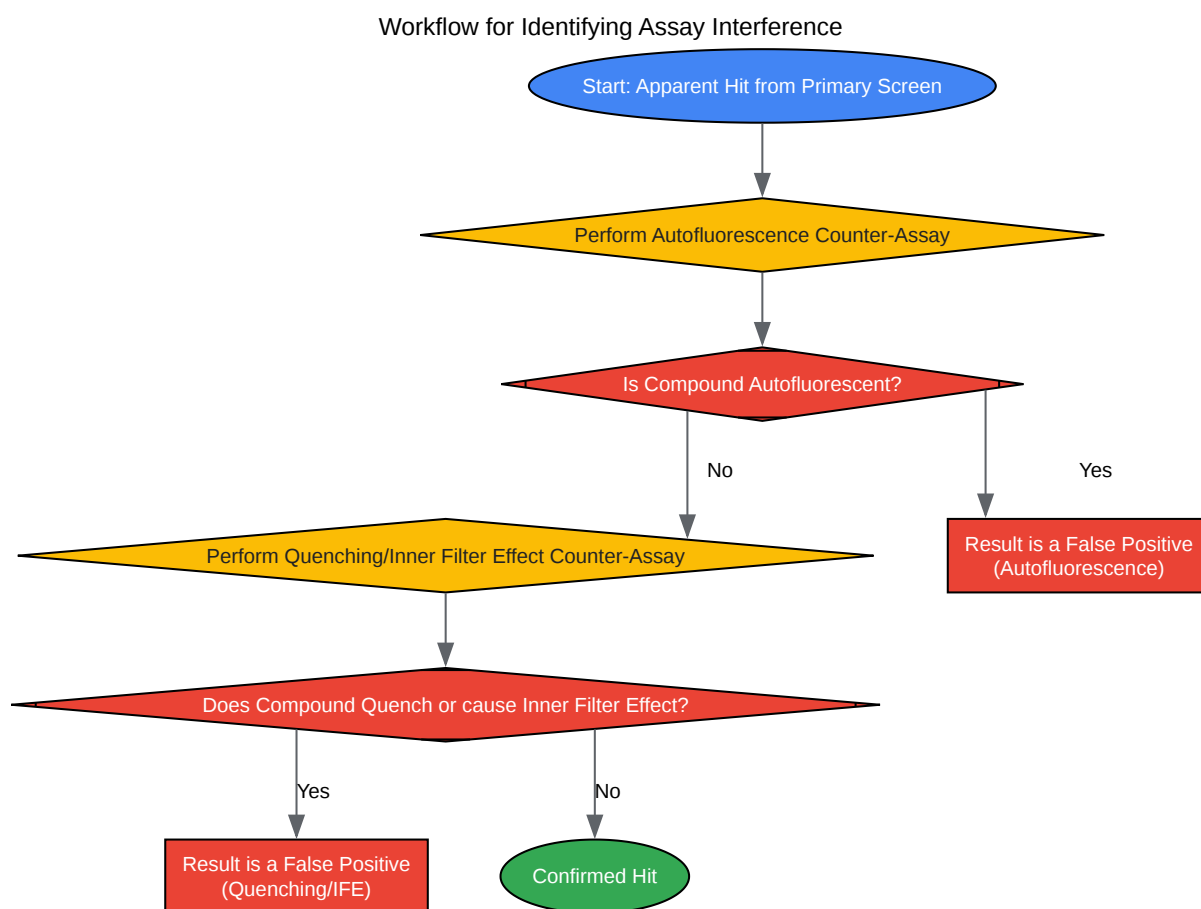 Workflow for Identifying Assay Interference
Start: Apparent Hit from Primary Screen
Perform Autofluorescence Counter-Assay
Is Compound Autofluorescent?
No
Yes
Perform Quenching/Inner Filter Effect Counter-Assay
Result is a False Positive
(Autofluorescence)
Does Compound Quench or cause Inner Filter Effect?
Yes
No
Result is a False Positive
(Quenching/IFE)
Confirmed Hit